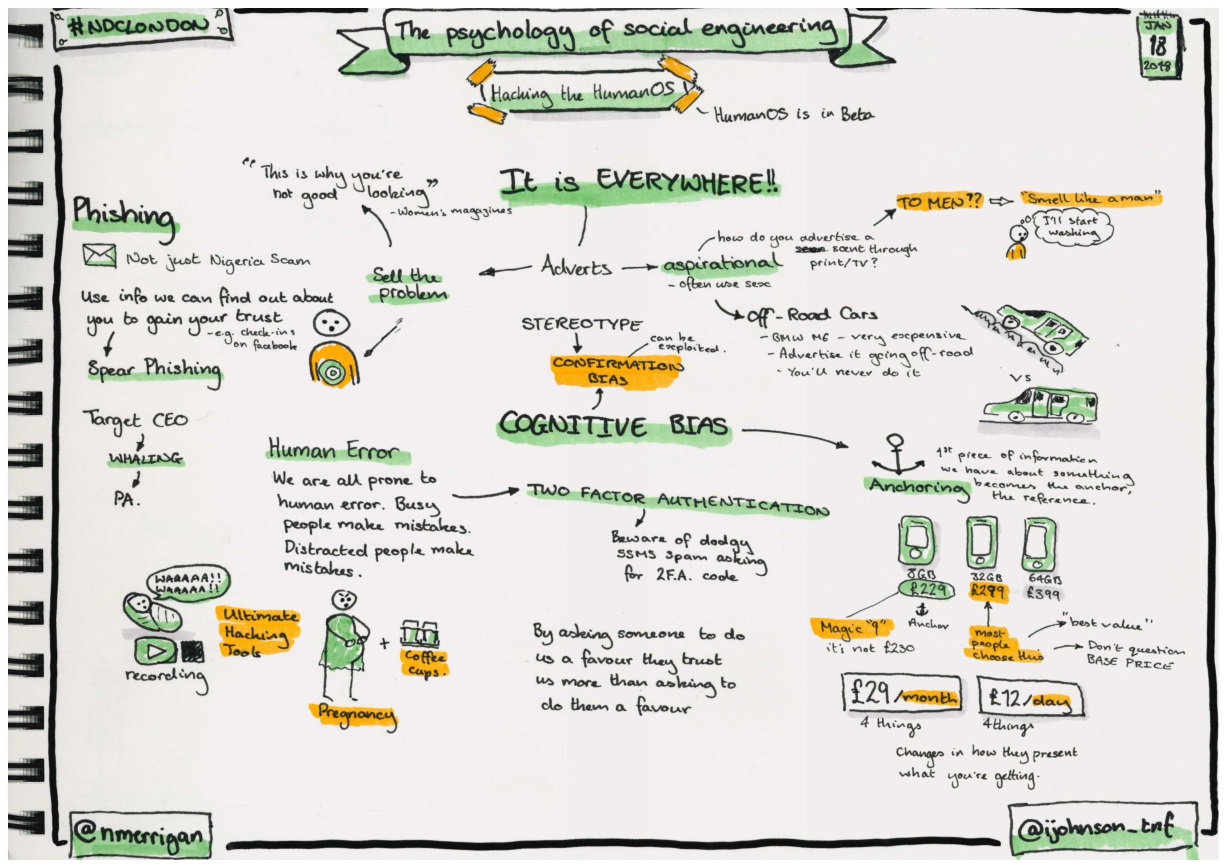 #NDCLONDON
The psychology of social engineering
JAN
18
2018
Hacking the HumanOS
HumanOS is in Beta
It is EVERYWHERE!!
"This is why you're
not good looking"
- Women's magazines
Adverts
Sell the
problem
aspirational
- often use sex
how do you advertise a
scent through
print/TV?
TO MEN??
"Smell like a man"
I'll start
washing
Off-Road Cars
- BMW M6 - very expensive
- Advertise it going off-road
- You'll never do it
VS
Phishing
Not just Nigeria Scam
Use info we can find out about
you to gain your trust
- e.g. check-ins
on facebook
Spear Phishing
Target CEO
WHALING
PA.
STEREOTYPE
can be
exploited.
CONFIRMATION
BIAS
COGNITIVE BIAS
Anchoring
1st piece of information
we have about something
becomes the anchor,
the reference.
8GB
32GB
64GB
£229
£299
£399
Anchor
Magic "9"
it's not £230
most
people
choose this
"best value"
Don't question
BASE PRICE
£29/month
£12/day
4 things
4things
Changes in how they present
what you're getting.
Human Error
We are all prone to
human error. Busy
people make mistakes.
Distracted people make
mistakes.
TWO FACTOR AUTHENTICATION
Beware of dodgy
SSMS spam asking
for 2F.A. code
WAAAAA!!
WAAAAA!!
recording
Ultimate
Hacking
Tools
+
Coffee
cups.
Pregnancy
By asking someone to do
us a favour they trust
us more than asking to
do them a favour
@nmerrigan
@ijohnson_tnf